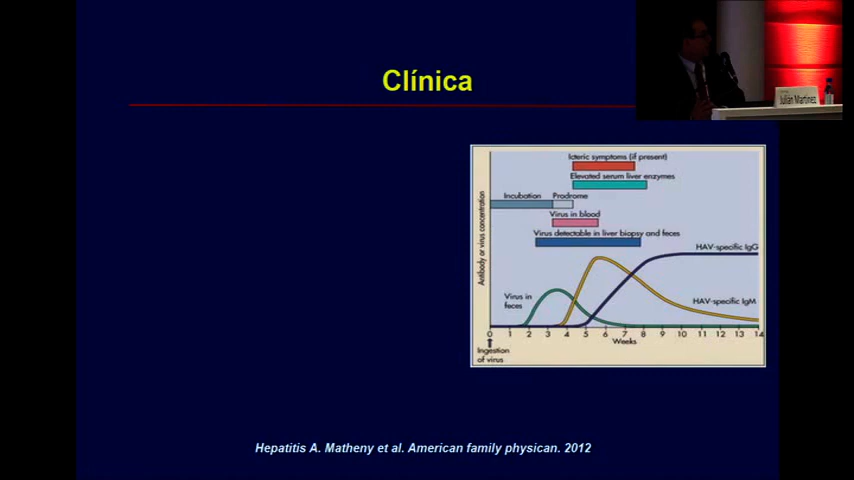 Clínica
Julián Martínez
Icteric symptoms (if present)
Elevated serum liver enzymes
Incubation
Prodrome
Virus in blood
Virus detectable in liver biopsy and feces
HAV-specific IgG
HAV-specific IgM
Virus in
feces
Antibody or virus concentration
0 1 2 3 4 5 6 7 8 9 10 11 12 13 14
Weeks
Ingestion
of virus
Hepatitis A. Matheny et al. American family physican. 2012